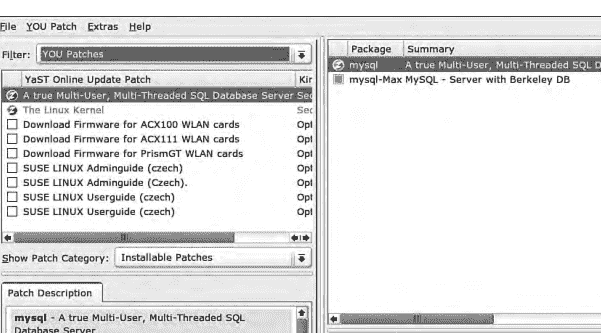 File YOU Patch Extras Help
Filter: YOU Patches
YaST Online Update Patch Kin
A true Multi-User, Multi-Threaded SQL Database Server Sec
The Linux Kernel Sec
Download Firmware for ACX100 WLAN cards Opt
Download Firmware for ACX111 WLAN cards Opt
Download Firmware for PrismGT WLAN cards Opt
SUSE LINUX Adminguide (czech) Opt
SUSE LINUX Adminguide (Czech). Opt
SUSE LINUX Userguide (czech) Opt
SUSE LINUX Userguide (czech) Opt
Show Patch Category: Installable Patches
Patch Description
mysql - A true Multi-User, Multi-Threaded SQL
Database Server
Package Summary
mysql A true Multi-User, Multi-Threaded SQL D
mysql-Max MySQL - Server with Berkeley DB